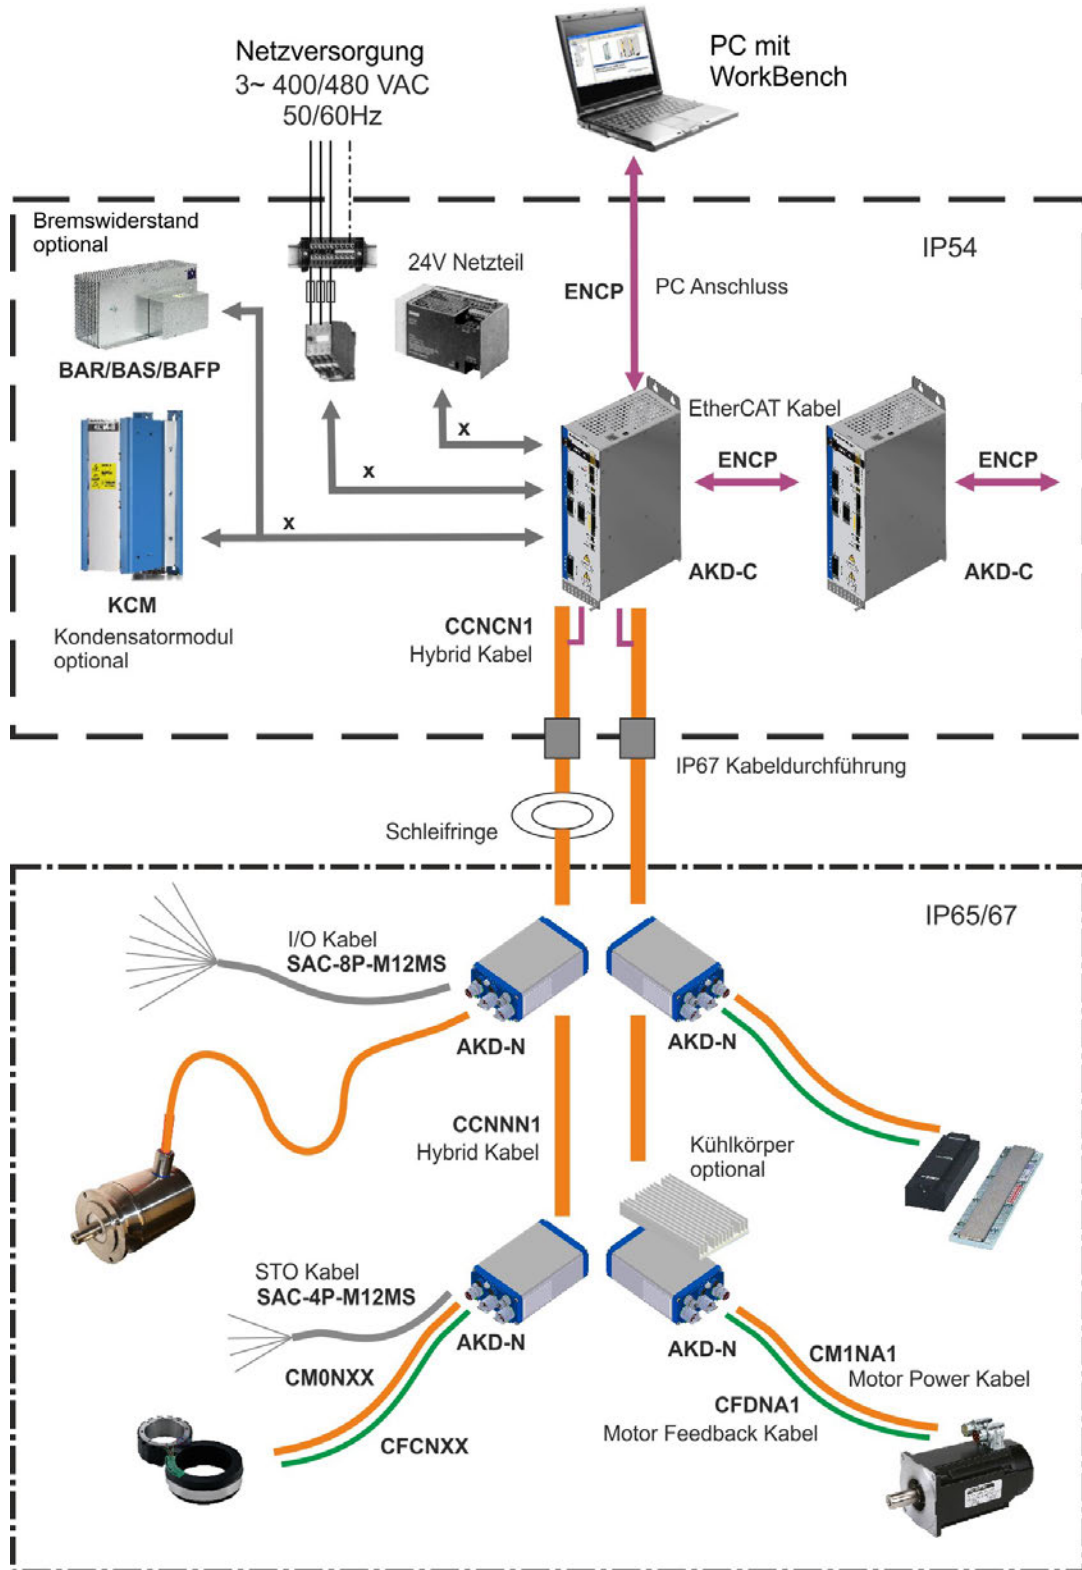 Netzversorgung
3~ 400/480 VAC
50/60Hz
PC mit
WorkBench
Bremswiderstand
optional
24V Netzteil
IP54
ENCP
PC Anschluss
BAR/BAS/BAFP
EtherCAT Kabel
x
x
x
ENCP
ENCP
KCM
Kondensatormodul
optional
AKD-C
AKD-C
CCNCN1
Hybrid Kabel
IP67 Kabeldurchführung
Schleifringe
IP65/67
I/O Kabel
SAC-8P-M12MS
AKD-N
AKD-N
CCNNN1
Hybrid Kabel
Kühlkörper
optional
STO Kabel
SAC-4P-M12MS
AKD-N
AKD-N
CM0NXX
CM1NA1
Motor Power Kabel
CFDNA1
Motor Feedback Kabel
CFCNXX